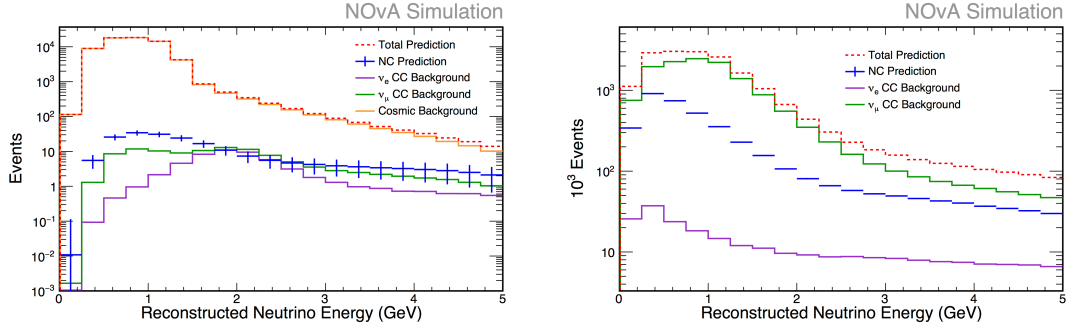 NOvA Simulation
Events
10⁴
10³
10²
10
1
10⁻¹
10⁻²
10⁻³
Total Prediction
NC Prediction
νe CC Background
νμ CC Background
Cosmic Background
0 1 2 3 4 5
Reconstructed Neutrino Energy (GeV)
NOvA Simulation
10³ Events
10³
10²
10
Total Prediction
NC Prediction
νe CC Background
νμ CC Background
0 1 2 3 4 5
Reconstructed Neutrino Energy (GeV)